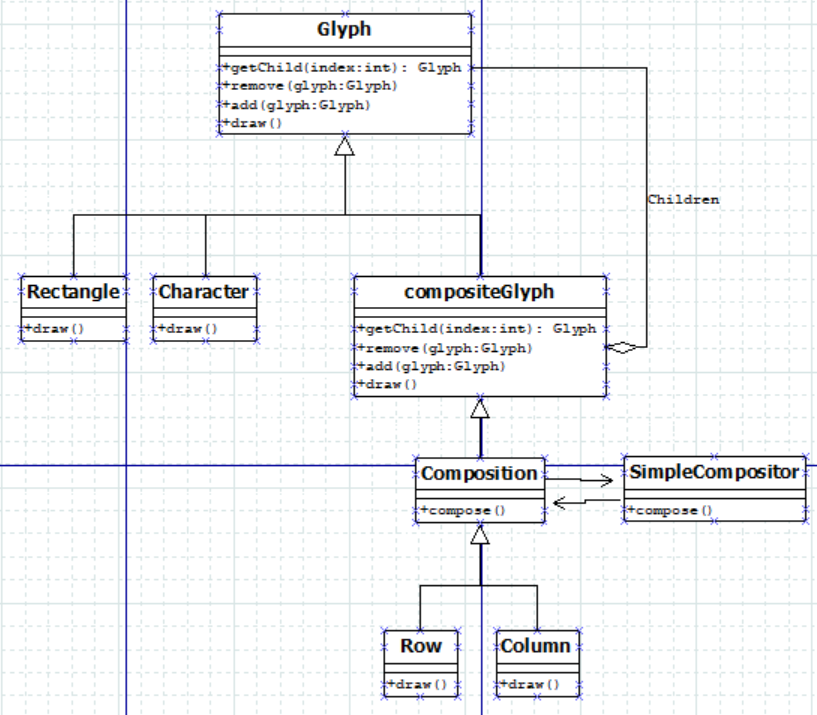 Glyph
+getChild(index:int): Glyph
+remove(glyph:Glyph)
+add(glyph:Glyph)
+draw()
Children
Rectangle
+draw()
Character
+draw()
compositeGlyph
+getChild(index:int): Glyph
+remove(glyph:Glyph)
+add(glyph:Glyph)
+draw()
Composition
+compose()
SimpleCompositor
+compose()
Row
+draw()
Column
+draw()